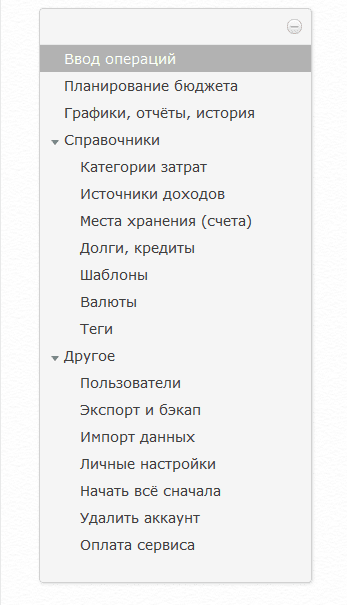 Ввод операций
Планирование бюджета
Графики, отчёты, история
Справочники
Категории затрат
Источники доходов
Места хранения (счета)
Долги, кредиты
Шаблоны
Валюты
Теги
Другое
Пользователи
Экспорт и бэкап
Импорт данных
Личные настройки
Начать всё сначала
Удалить аккаунт
Оплата сервиса